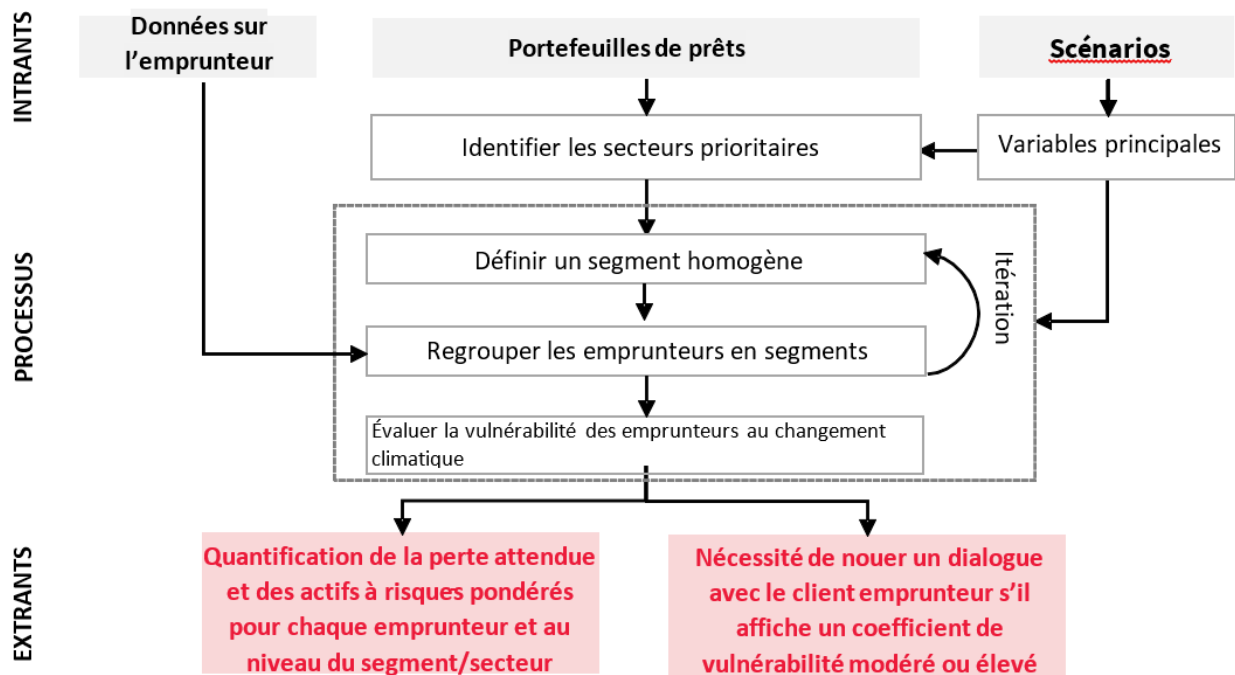 INTRANTS
Données sur
l’emprunteur
Portefeuilles de prêts
Scénarios
Identifier les secteurs prioritaires
Variables principales
PROCESSUS
Définir un segment homogène
Itération
Regrouper les emprunteurs en segments
Évaluer la vulnérabilité des emprunteurs au changement
climatique
EXTRANTS
Quantification de la perte attendue
et des actifs à risques pondérés
pour chaque emprunteur et au
niveau du segment/secteur
Nécessité de nouer un dialogue
avec le client emprunteur s’il
affiche un coefficient de
vulnérabilité modéré ou élevé